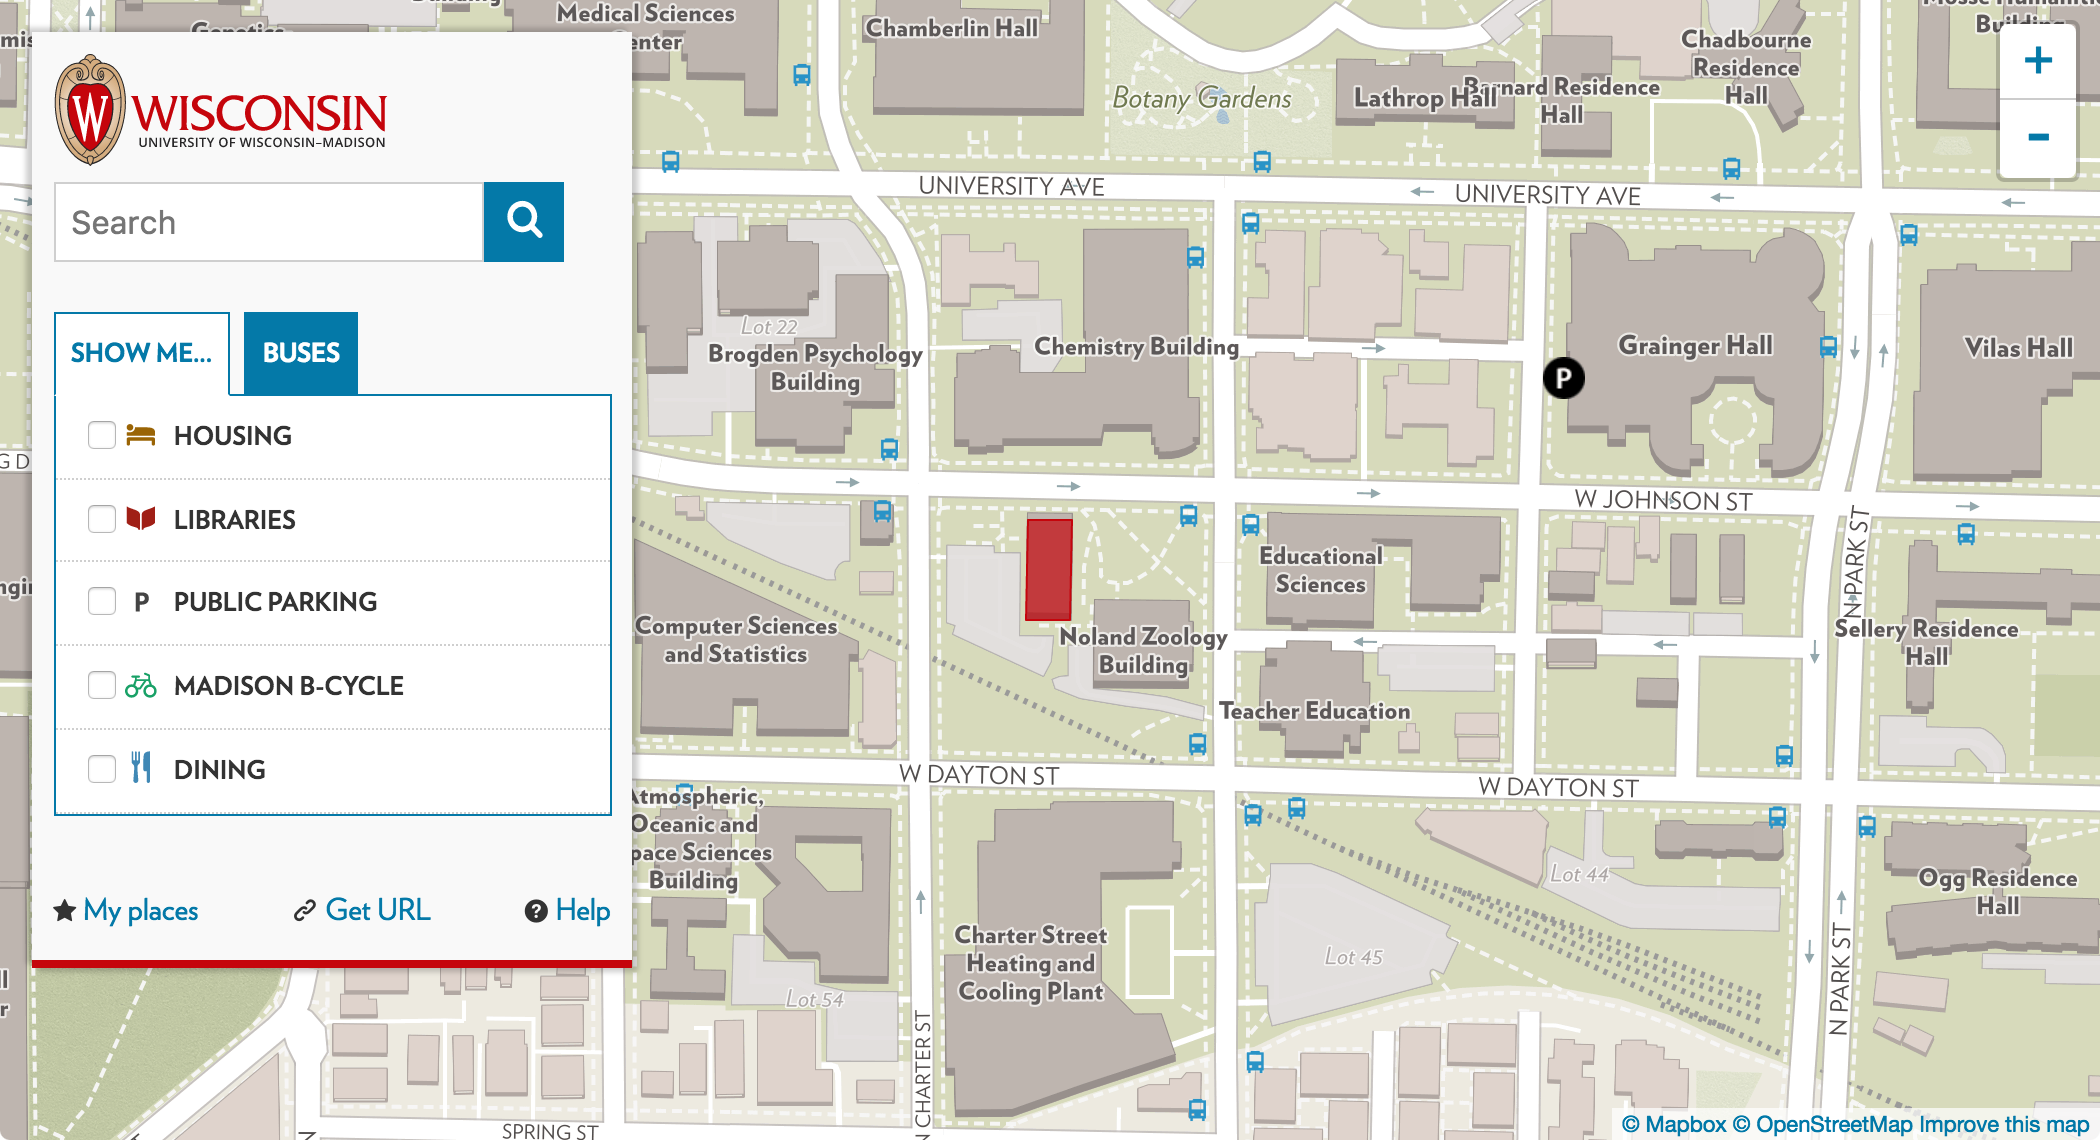 Medical Sciences
Center
Chamberlin Hall
Botany Gardens
Lathrop Hall
Barnard Residence
Hall
Chadbourne
Residence
Hall
Building
Genetics
W
WISCONSIN
UNIVERSITY OF WISCONSIN–MADISON
Search
SHOW ME...
BUSES
HOUSING
LIBRARIES
P
PUBLIC PARKING
MADISON B-CYCLE
DINING
My places
Get URL
? Help
+
-
UNIVERSITY AVE
UNIVERSITY AVE
Lot 22
Brogden Psychology
Building
Chemistry Building
P
Grainger Hall
Vilas Hall
W JOHNSON ST
N PARK ST
Educational
Sciences
Computer Sciences
and Statistics
Noland Zoology
Building
Sellery Residence
Hall
Teacher Education
W DAYTON ST
W DAYTON ST
Atmospheric,
Oceanic and
Space Sciences
Building
Lot 44
Ogg Residence
Hall
Charter Street
Heating and
Cooling Plant
Lot 45
Lot 54
N PARK ST
N CHARTER ST
SPRING ST
© Mapbox © OpenStreetMap Improve this map